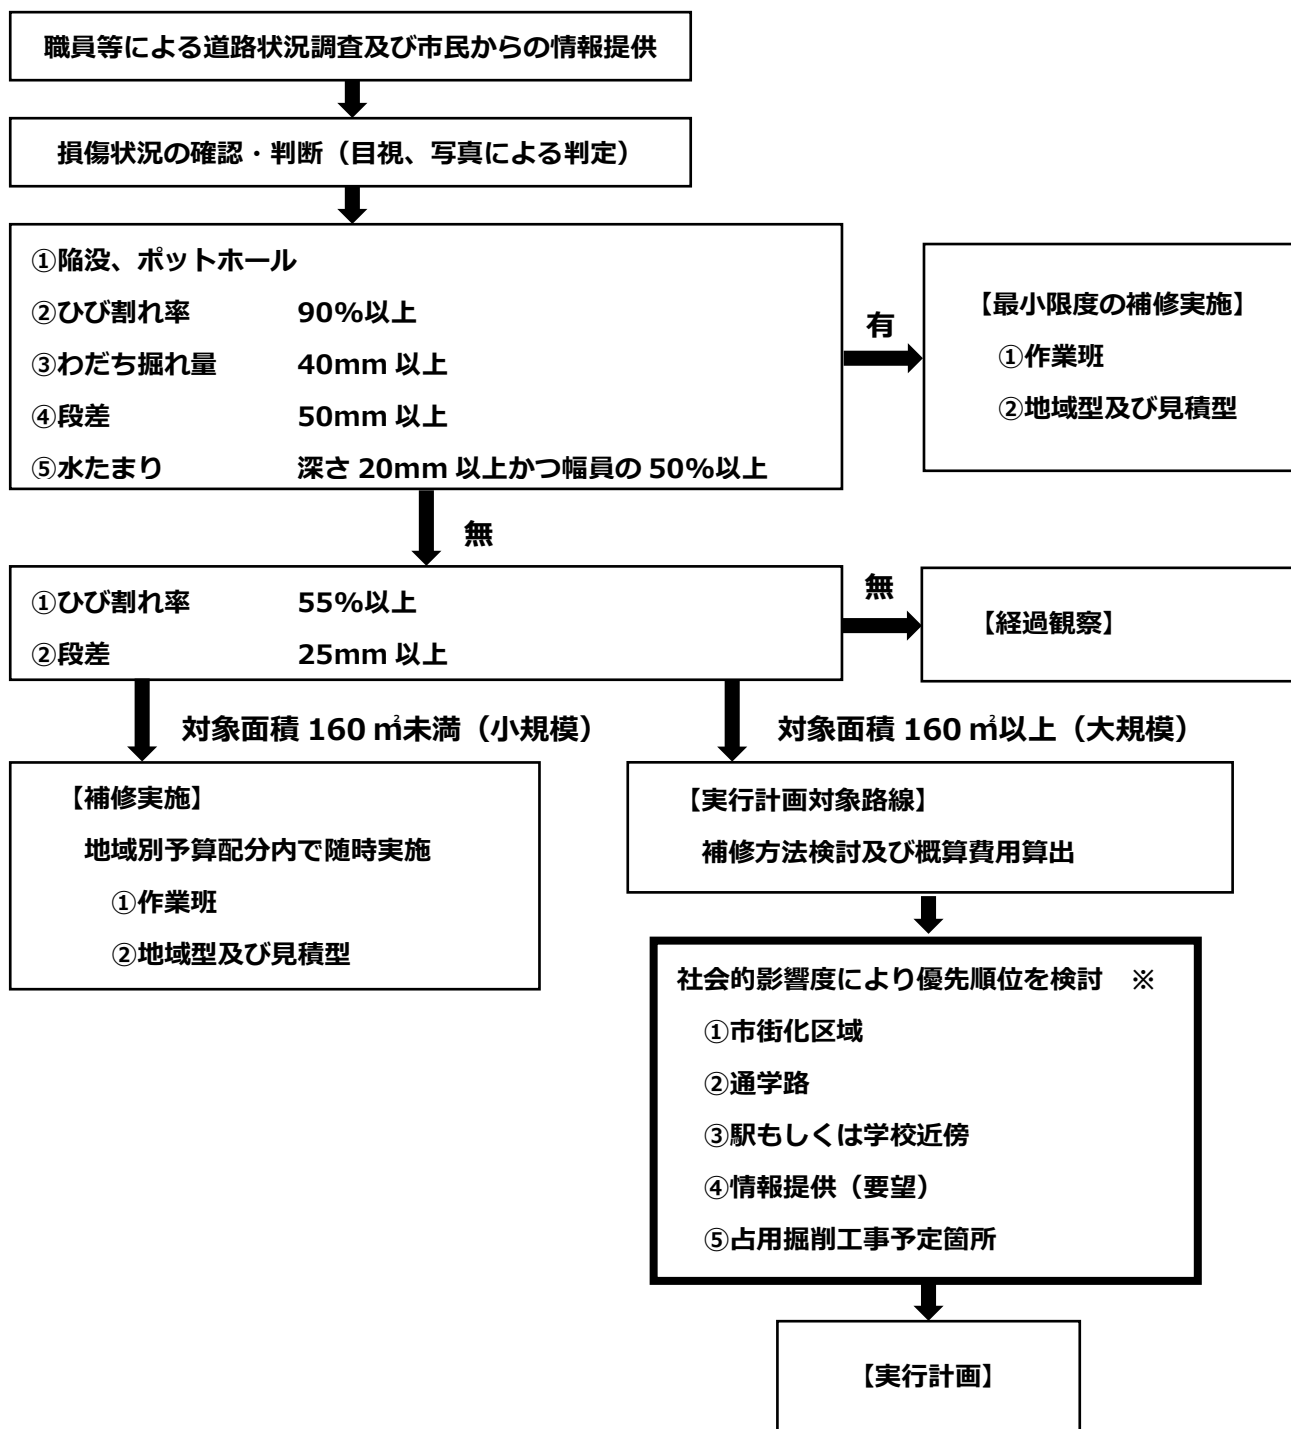 職員等による道路状況調査及び市民からの情報提供
損傷状況の確認・判断（目視、写真による判定）
①陥没、ポットホール
②ひび割れ率 90%以上
③わだち掘れ量 40mm 以上
④段差 50mm 以上
⑤水たまり 深さ 20mm 以上かつ幅員の 50%以上
有
【最小限度の補修実施】
①作業班
②地域型及び見積型
無
①ひび割れ率 55%以上
②段差 25mm 以上
無
【経過観察】
対象面積 160 ㎡未満（小規模）
対象面積 160 ㎡以上（大規模）
【補修実施】
地域別予算配分内で随時実施
①作業班
②地域型及び見積型
【実行計画対象路線】
補修方法検討及び概算費用算出
社会的影響度により優先順位を検討　※
①市街化区域
②通学路
③駅もしくは学校近傍
④情報提供（要望）
⑤占用掘削工事予定箇所
【実行計画】